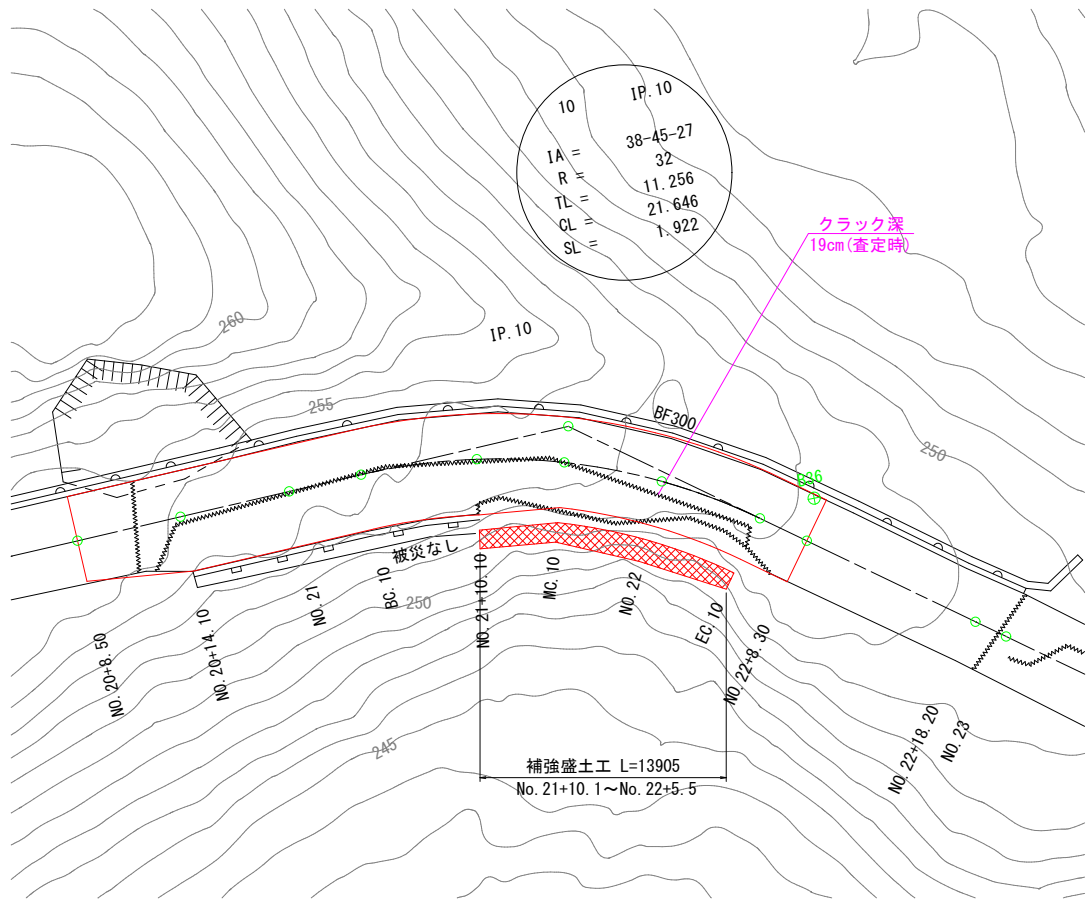 10 IP.10
IA = 38-45-27
R = 32
TL = 11.256
CL = 21.646
SL = 1.922
クラック深
19cm(査定時)
260
IP.10
255
BF300
250
被災なし
250
NO.20+8.50
NO.20+14.10
NO.21
BC.10
NO.21+10.10
MC.10
NO.22
EC.10
NO.22+8.30
NO.22+18.20
NO.23
245
補強盛土工 L=13905
No.21+10.1～No.22+5.5